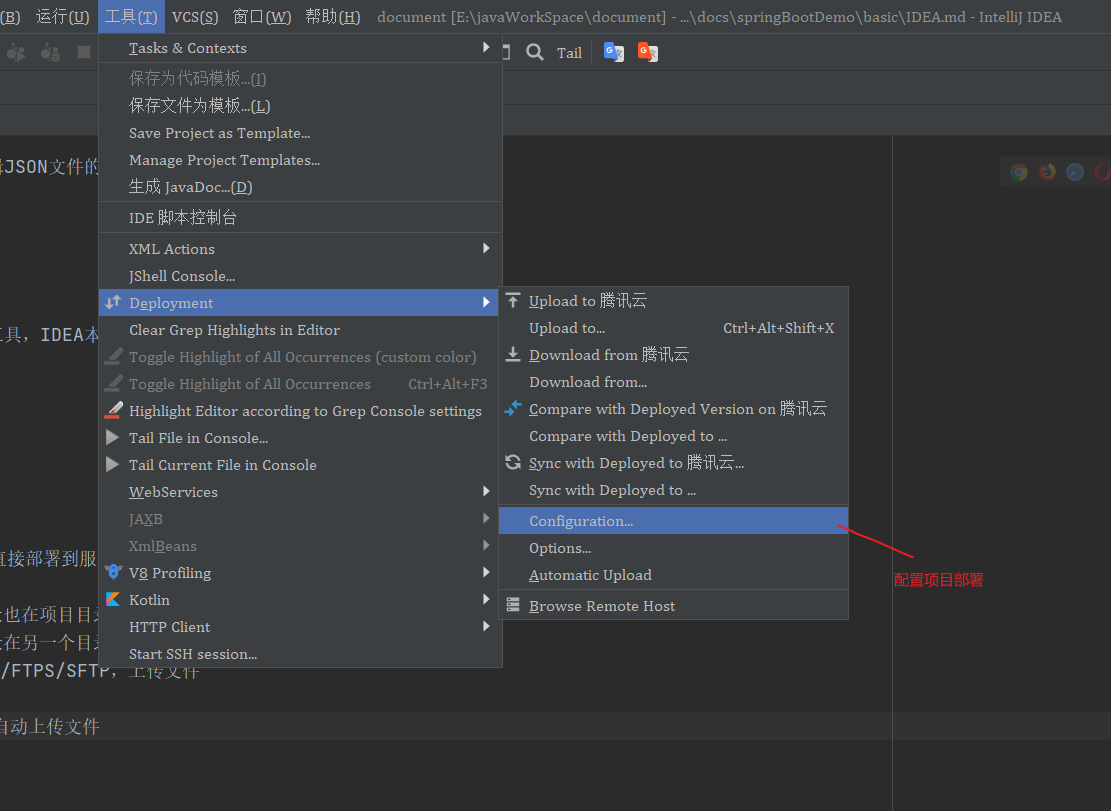 (B) 运行(U) 工具(T) VCS(S) 窗口(W) 帮助(H) document [E:\javaWorkSpace\document] - ...\docs\springBootDemo\basic\IDEA.md - IntelliJ IDEA
Tail
Tasks & Contexts
保存为代码模板...(I)
保存文件为模板...(L)
Save Project as Template...
Manage Project Templates...
生成 JavaDoc...(D)
IDE 脚本控制台
XML Actions
JShell Console...
Deployment
Clear Grep Highlights in Editor
Toggle Highlight of All Occurrences (custom color)
Toggle Highlight of All Occurrences Ctrl+Alt+F3
Highlight Editor according to Grep Console settings
Tail File in Console...
Tail Current File in Console
WebServices
JAXB
XmlBeans
V8 Profiling
Kotlin
HTTP Client
Start SSH session...
Upload to 腾讯云
Upload to... Ctrl+Alt+Shift+X
Download from 腾讯云
Download from...
Compare with Deployed Version on 腾讯云
Compare with Deployed to ...
Sync with Deployed to 腾讯云...
Sync with Deployed to ...
Configuration...
Options...
Automatic Upload
Browse Remote Host
配置项目部署
JSON文件的
具，IDEA本
直接部署到服
也在项目目录
在另一个目录
/FTPS/SFTP，上传文件
自动上传文件